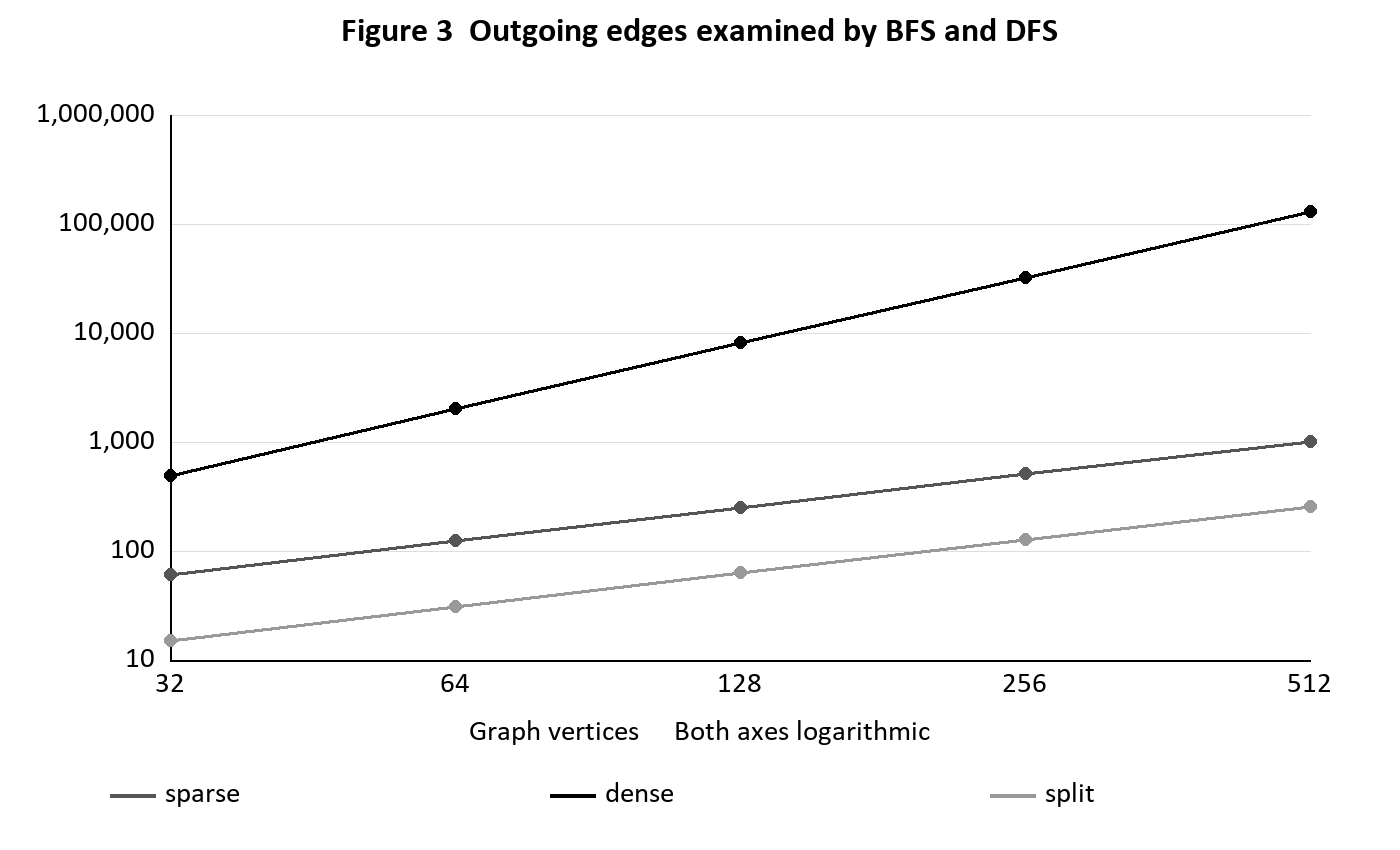 Figure 3  Outgoing edges examined by BFS and DFS
1,000,000
100,000
10,000
1,000
100
10
32 64 128 256 512
Graph vertices   Both axes logarithmic
sparse dense split